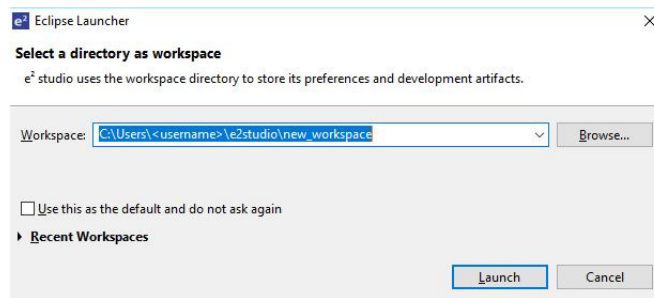 e² Eclipse Launcher
Select a directory as workspace
e² studio uses the workspace directory to store its preferences and development artifacts.
Workspace: C:\Users\<username>\e2studio\new_workspace Browse...
Use this as the default and do not ask again
Recent Workspaces
Launch Cancel